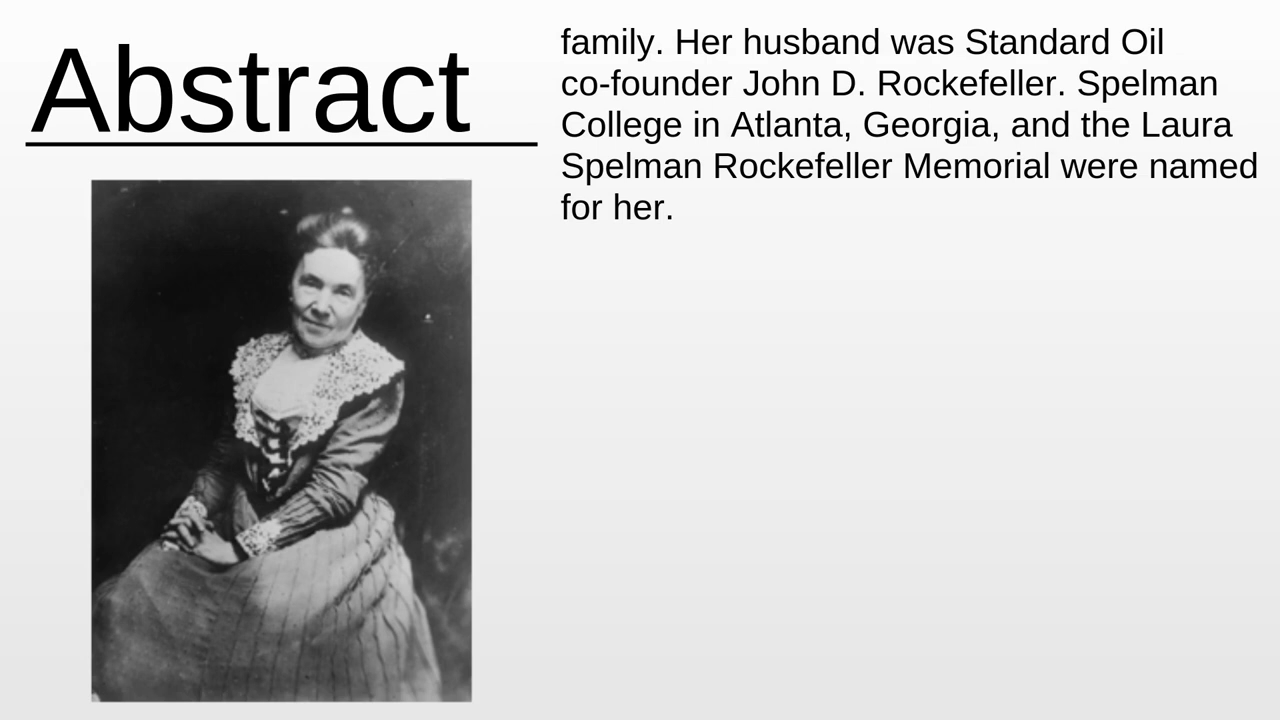 Abstract
family. Her husband was Standard Oil
co-founder John D. Rockefeller. Spelman
College in Atlanta, Georgia, and the Laura
Spelman Rockefeller Memorial were named
for her.